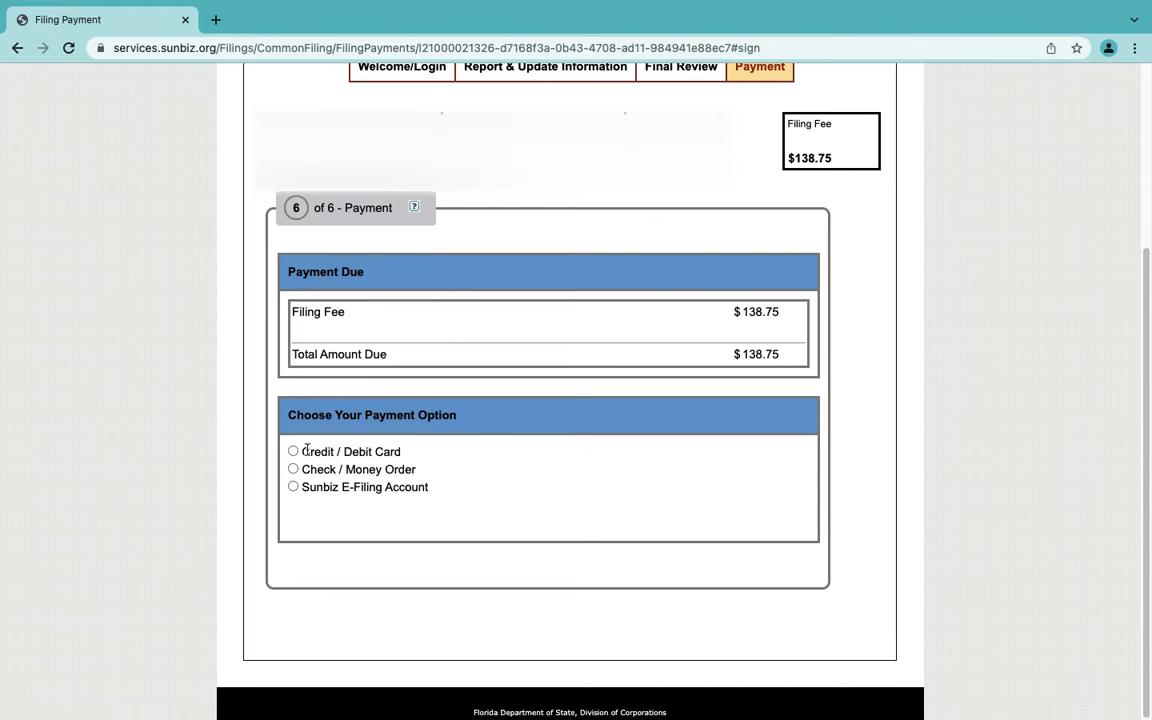 Filing Payment
services.sunbiz.org/Filings/CommonFiling/FilingPayments/l21000021326-d7168f3a-0b43-4708-ad11-984941e88ec7#sign
Welcome/Login Report & Update Information Final Review Payment
Filing Fee
$138.75
6 of 6 - Payment ?
Payment Due
Filing Fee $ 138.75
Total Amount Due $ 138.75
Choose Your Payment Option
Credit / Debit Card
Check / Money Order
Sunbiz E-Filing Account
Florida Department of State, Division of Corporations